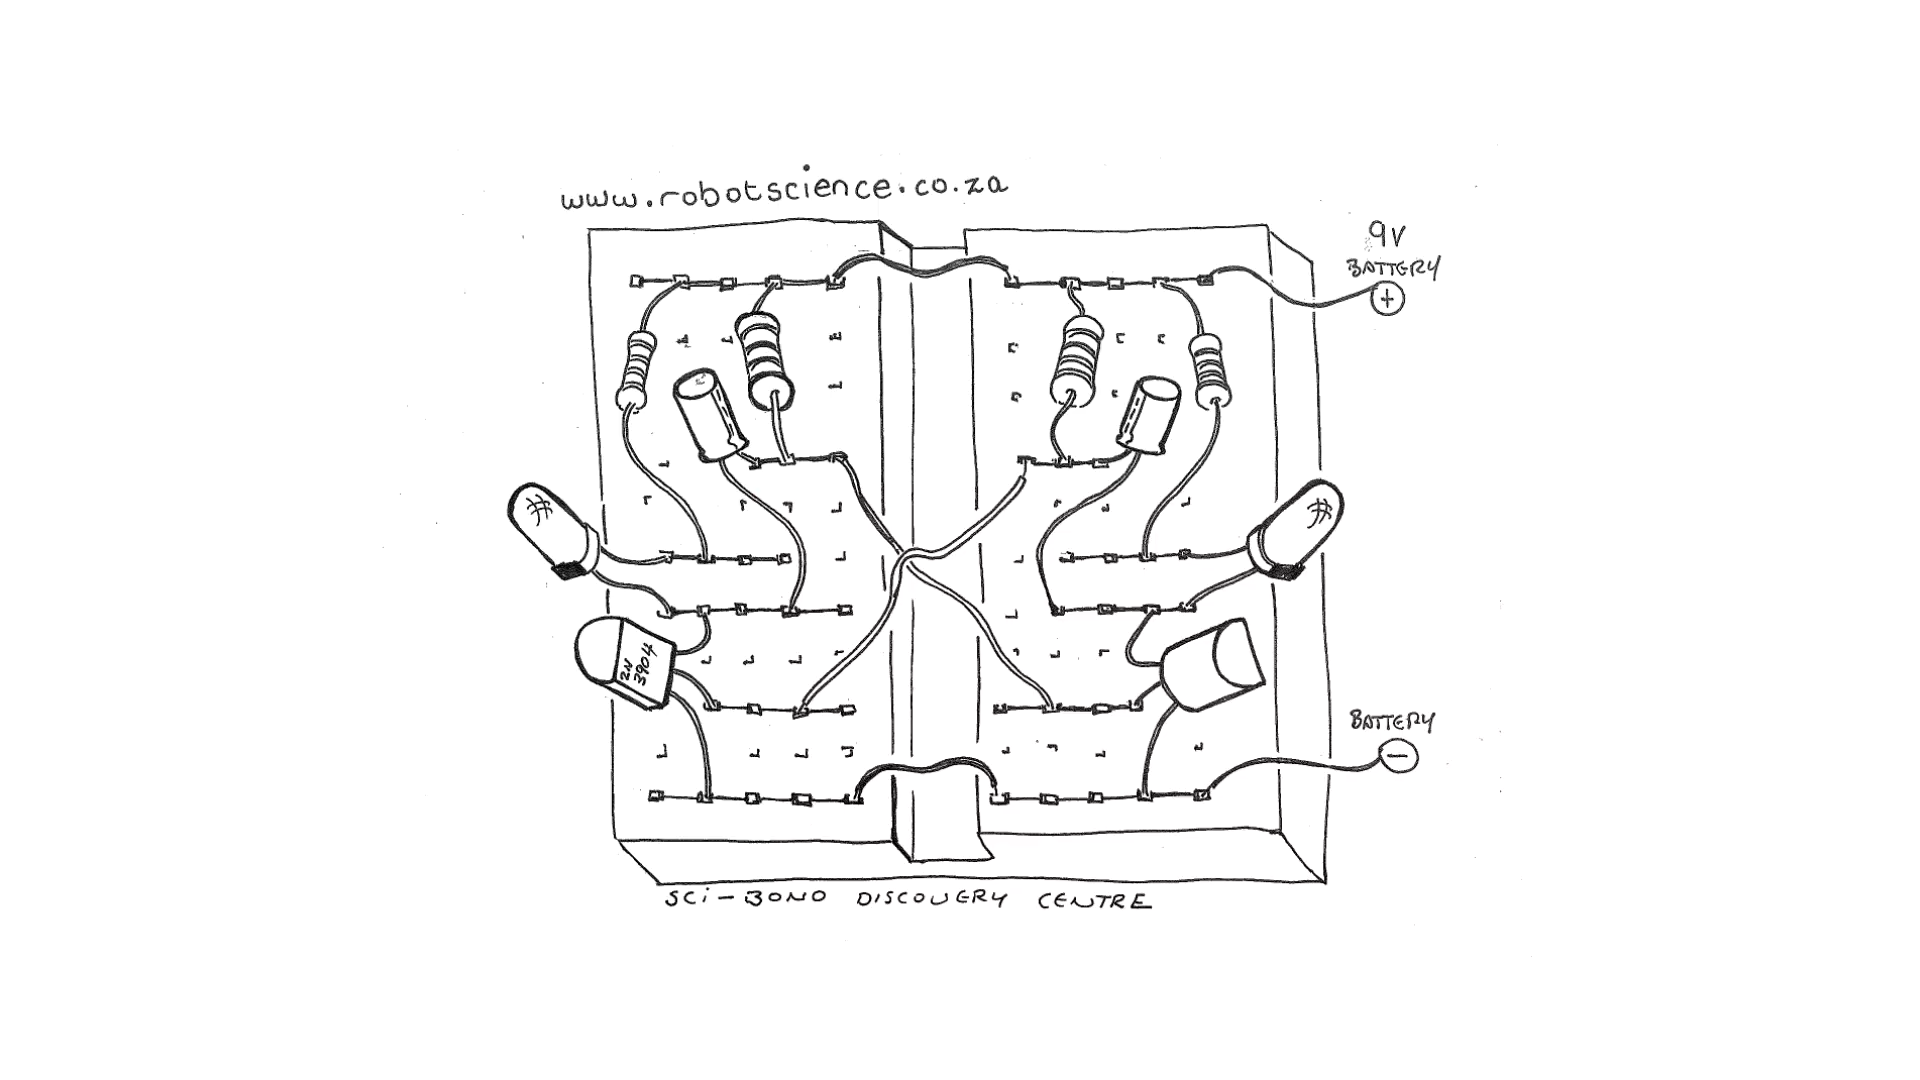 www.robotscience.co.za
9V
BATTERY
+
2N
3904
BATTERY
−
SCi-BONO DISCOVERY CENTRE